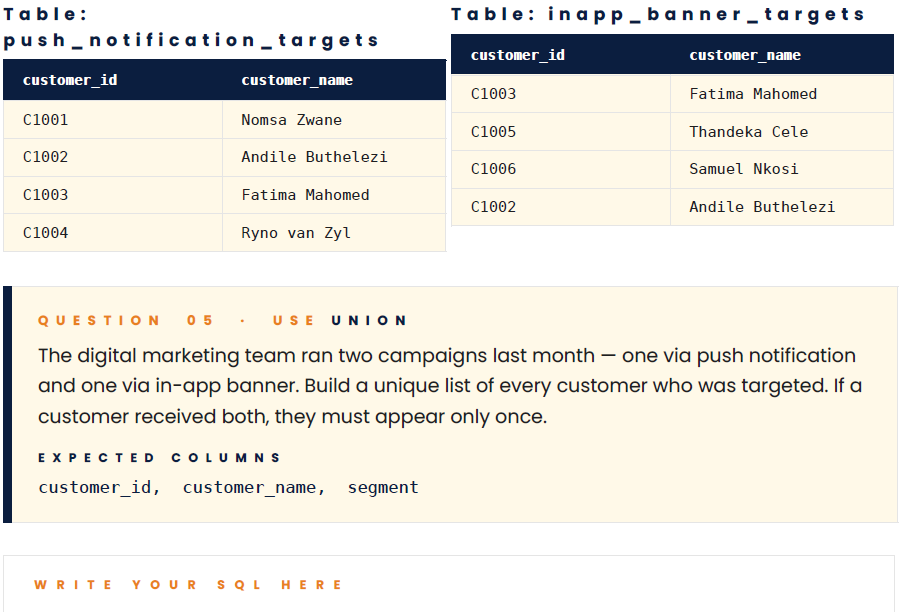 Table:
push_notification_targets
customer_id customer_name
C1001 Nomsa Zwane
C1002 Andile Buthelezi
C1003 Fatima Mahomed
C1004 Ryno van Zyl
Table: inapp_banner_targets
customer_id customer_name
C1003 Fatima Mahomed
C1005 Thandeka Cele
C1006 Samuel Nkosi
C1002 Andile Buthelezi
QUESTION 05 · USE UNION
The digital marketing team ran two campaigns last month — one via push notification
and one via in-app banner. Build a unique list of every customer who was targeted. If a
customer received both, they must appear only once.
EXPECTED COLUMNS
customer_id, customer_name, segment
WRITE YOUR SQL HERE